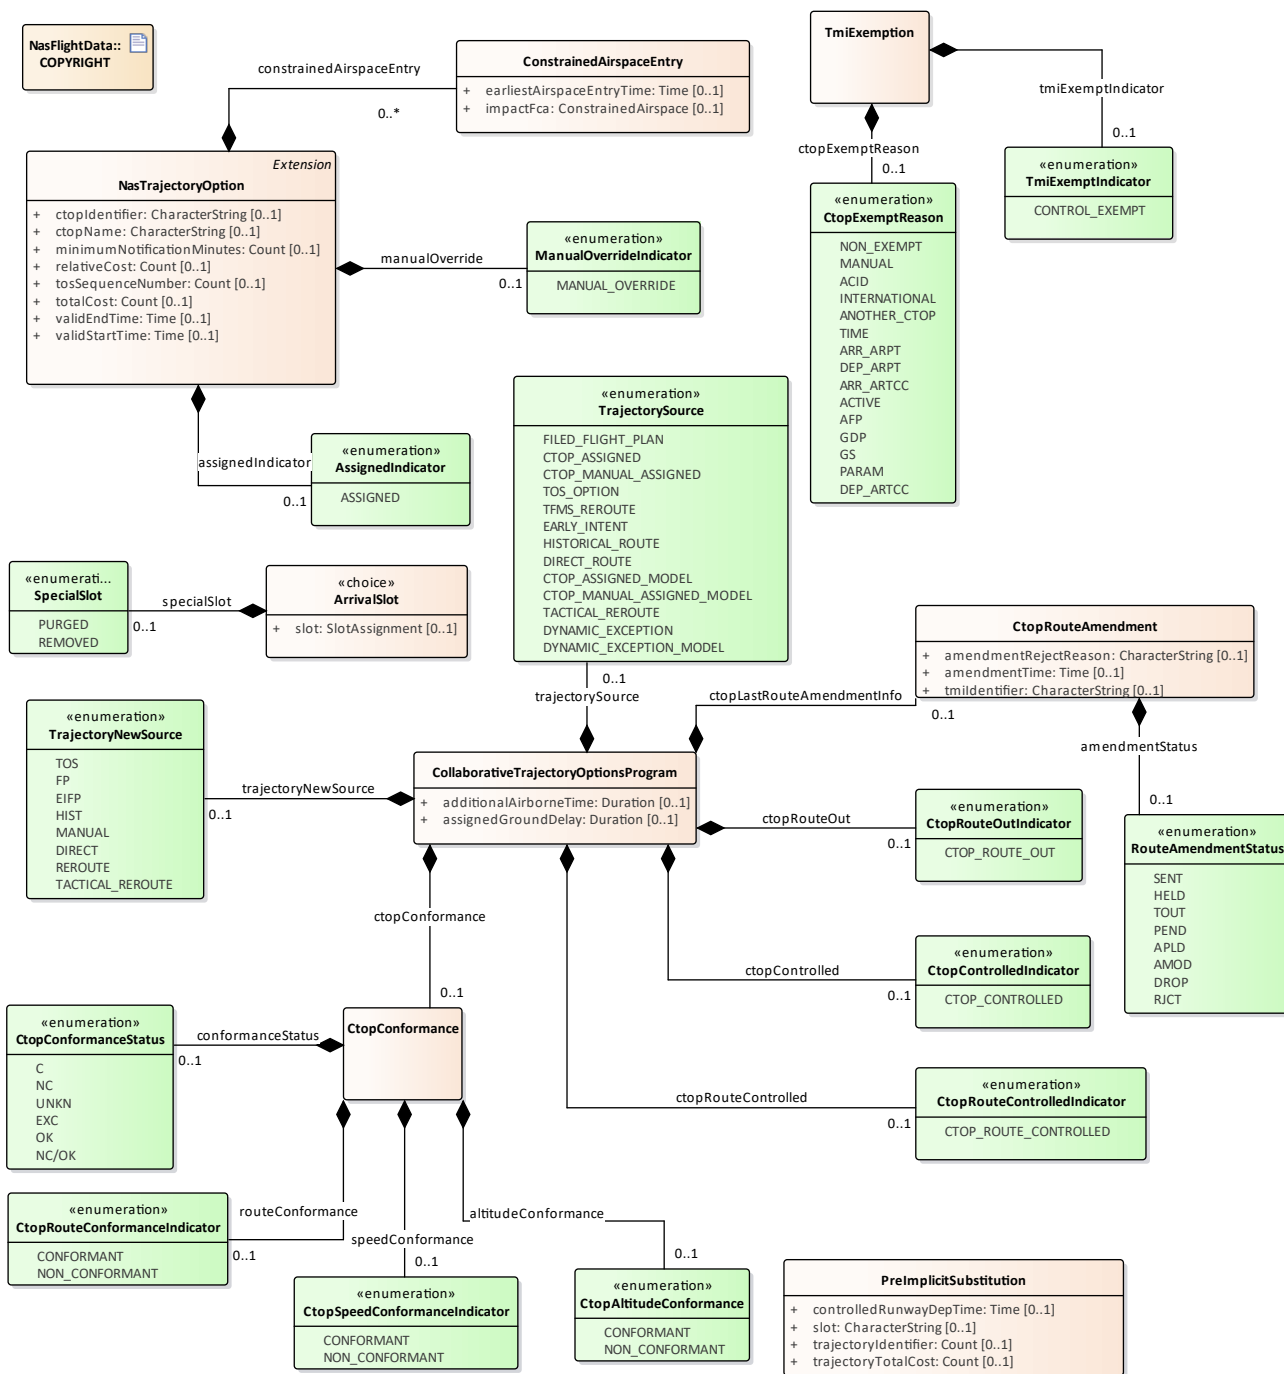 NasFlightData::
COPYRIGHT
constrainedAirspaceEntry
0..*
ConstrainedAirspaceEntry
+ earliestAirspaceEntryTime: Time [0..1]
+ impactFca: ConstrainedAirspace [0..1]
TmiExemption
tmiExemptIndicator
0..1
ctopExemptReason
0..1
«enumeration»
TmiExemptIndicator
CONTROL_EXEMPT
«enumeration»
CtopExemptReason
NON_EXEMPT
MANUAL
ACID
INTERNATIONAL
ANOTHER_CTOP
TIME
ARR_ARPT
DEP_ARPT
ARR_ARTCC
ACTIVE
AFP
GDP
GS
PARAM
DEP_ARTCC
Extension
NasTrajectoryOption
+ ctopIdentifier: CharacterString [0..1]
+ ctopName: CharacterString [0..1]
+ minimumNotificationMinutes: Count [0..1]
+ relativeCost: Count [0..1]
+ tosSequenceNumber: Count [0..1]
+ totalCost: Count [0..1]
+ validEndTime: Time [0..1]
+ validStartTime: Time [0..1]
manualOverride
0..1
«enumeration»
ManualOverrideIndicator
MANUAL_OVERRIDE
assignedIndicator
0..1
«enumeration»
AssignedIndicator
ASSIGNED
«enumeration»
TrajectorySource
FILED_FLIGHT_PLAN
CTOP_ASSIGNED
CTOP_MANUAL_ASSIGNED
TOS_OPTION
TFMS_REROUTE
EARLY_INTENT
HISTORICAL_ROUTE
DIRECT_ROUTE
CTOP_ASSIGNED_MODEL
CTOP_MANUAL_ASSIGNED_MODEL
TACTICAL_REROUTE
DYNAMIC_EXCEPTION
DYNAMIC_EXCEPTION_MODEL
0..1
trajectorySource
«enumerati...
SpecialSlot
PURGED
REMOVED
specialSlot
0..1
«choice»
ArrivalSlot
+ slot: SlotAssignment [0..1]
CtopRouteAmendment
+ amendmentRejectReason: CharacterString [0..1]
+ amendmentTime: Time [0..1]
+ tmiIdentifier: CharacterString [0..1]
ctopLastRouteAmendmentInfo
0..1
amendmentStatus
0..1
«enumeration»
RouteAmendmentStatus
SENT
HELD
TOUT
PEND
APLD
AMOD
DROP
RJCT
«enumeration»
TrajectoryNewSource
TOS
FP
EIFP
HIST
MANUAL
DIRECT
REROUTE
TACTICAL_REROUTE
trajectoryNewSource
0..1
CollaborativeTrajectoryOptionsProgram
+ additionalAirborneTime: Duration [0..1]
+ assignedGroundDelay: Duration [0..1]
ctopRouteOut
0..1
«enumeration»
CtopRouteOutIndicator
CTOP_ROUTE_OUT
ctopControlled
0..1
«enumeration»
CtopControlledIndicator
CTOP_CONTROLLED
ctopRouteControlled
0..1
«enumeration»
CtopRouteControlledIndicator
CTOP_ROUTE_CONTROLLED
ctopConformance
0..1
CtopConformance
conformanceStatus
0..1
«enumeration»
CtopConformanceStatus
C
NC
UNKN
EXC
OK
NC/OK
«enumeration»
CtopRouteConformanceIndicator
CONFORMANT
NON_CONFORMANT
routeConformance
0..1
speedConformance
0..1
«enumeration»
CtopSpeedConformanceIndicator
CONFORMANT
NON_CONFORMANT
altitudeConformance
0..1
«enumeration»
CtopAltitudeConformance
CONFORMANT
NON_CONFORMANT
PreImplicitSubstitution
+ controlledRunwayDepTime: Time [0..1]
+ slot: CharacterString [0..1]
+ trajectoryIdentifier: Count [0..1]
+ trajectoryTotalCost: Count [0..1]